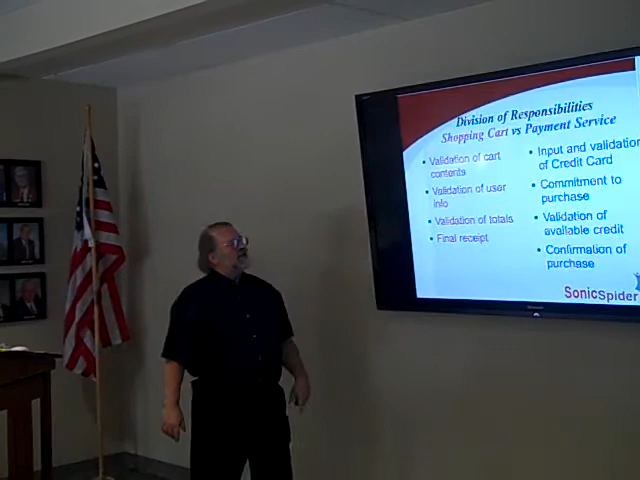 Division of Responsibilities
Shopping Cart vs Payment Service
• Validation of cart
contents
• Validation of user
info
• Validation of totals
• Final receipt
• Input and validation
of Credit Card
• Commitment to
purchase
• Validation of
available credit
• Confirmation of
purchase
SonicSpider